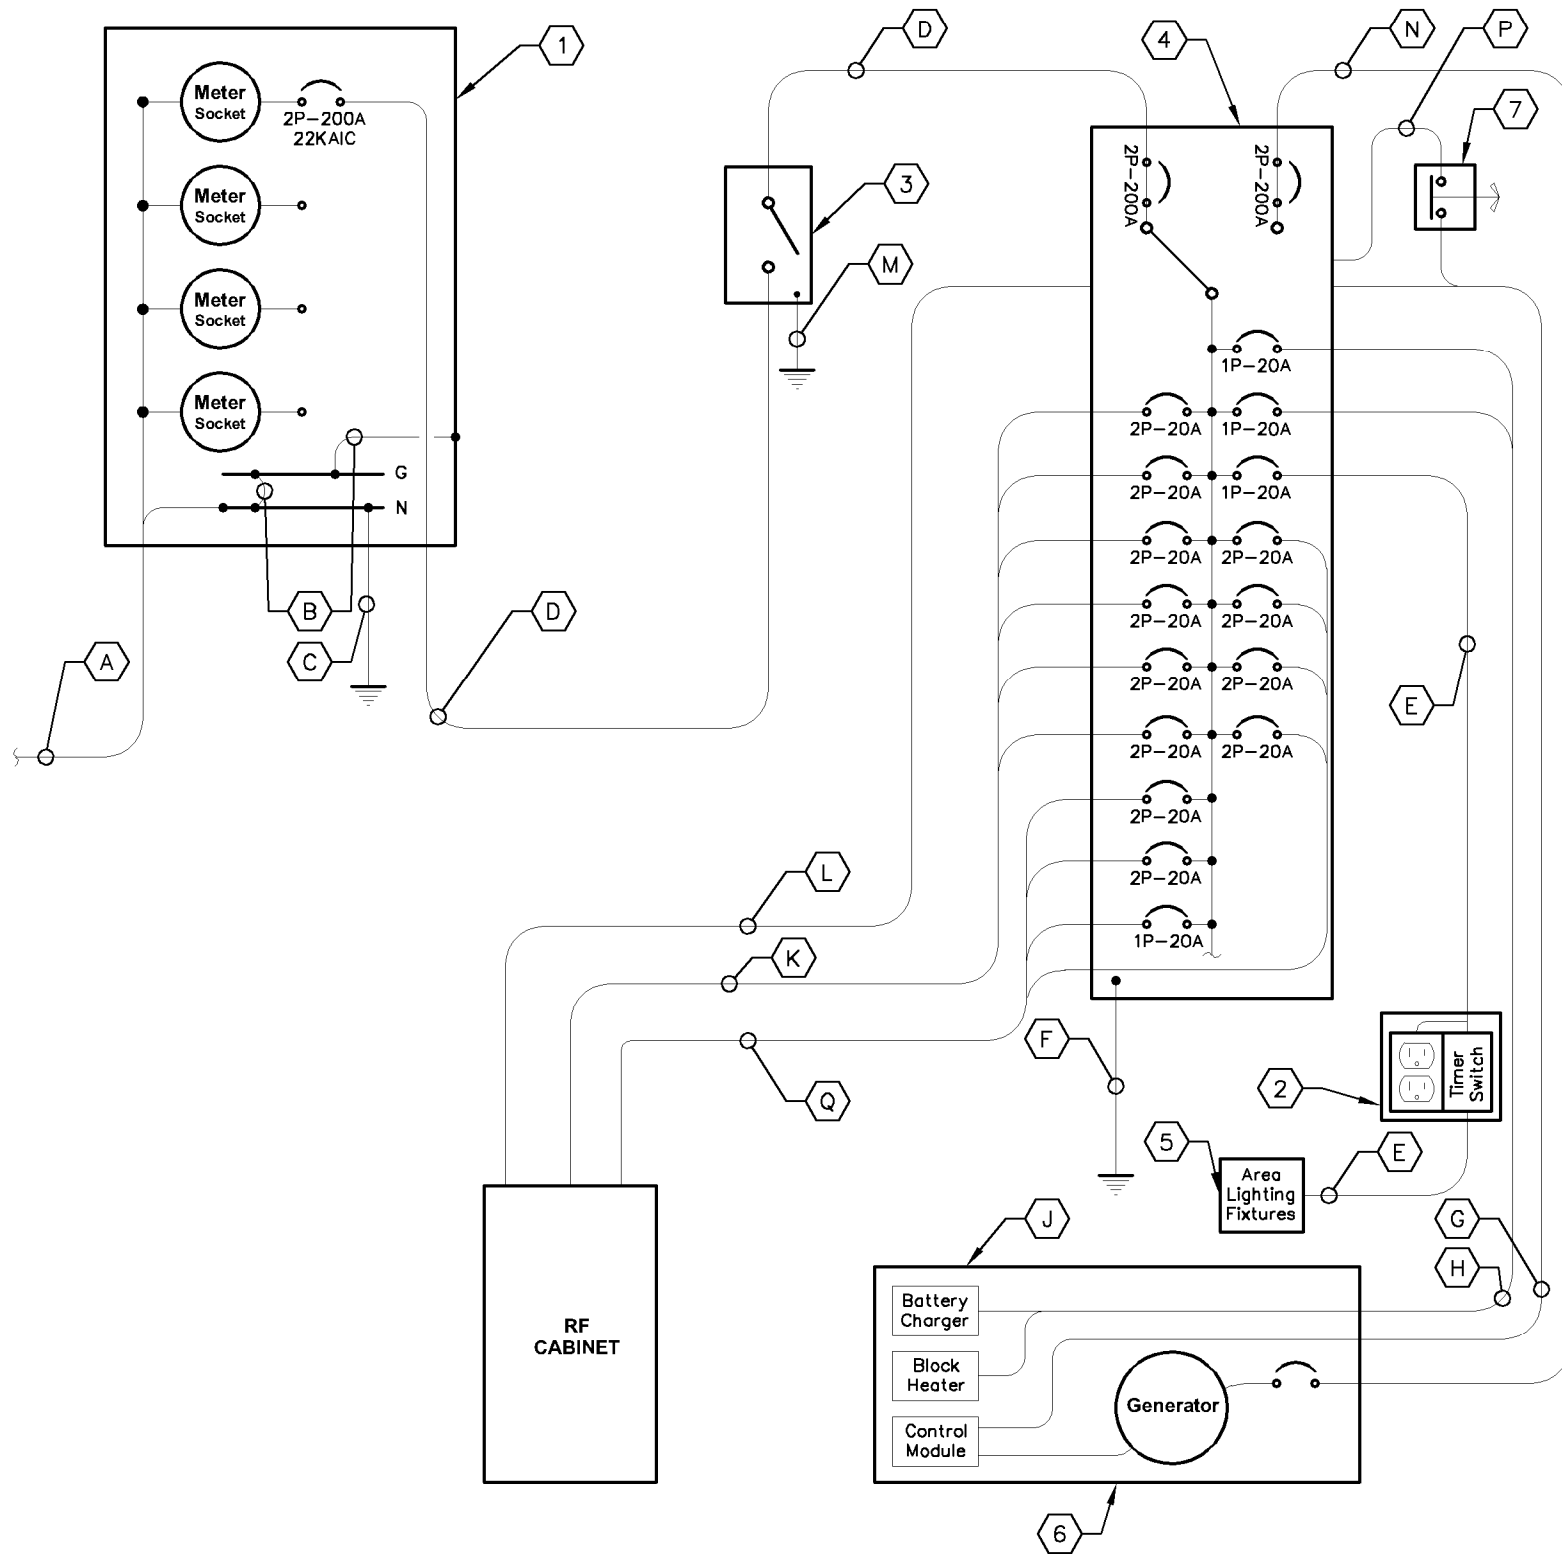 1
D
4
N
P
7
Meter
Socket
2P-200A
22KAIC
Meter
Socket
Meter
Socket
Meter
Socket
G
N
B
C
A
D
3
M
2P-200A
2P-200A
1P-20A
2P-20A
1P-20A
2P-20A
1P-20A
2P-20A
2P-20A
2P-20A
2P-20A
2P-20A
2P-20A
2P-20A
2P-20A
2P-20A
2P-20A
1P-20A
E
L
K
Q
F
2
Timer
Switch
5
Area
Lighting
Fixtures
E
J
G
H
RF
CABINET
Battery
Charger
Block
Heater
Control
Module
Generator
6